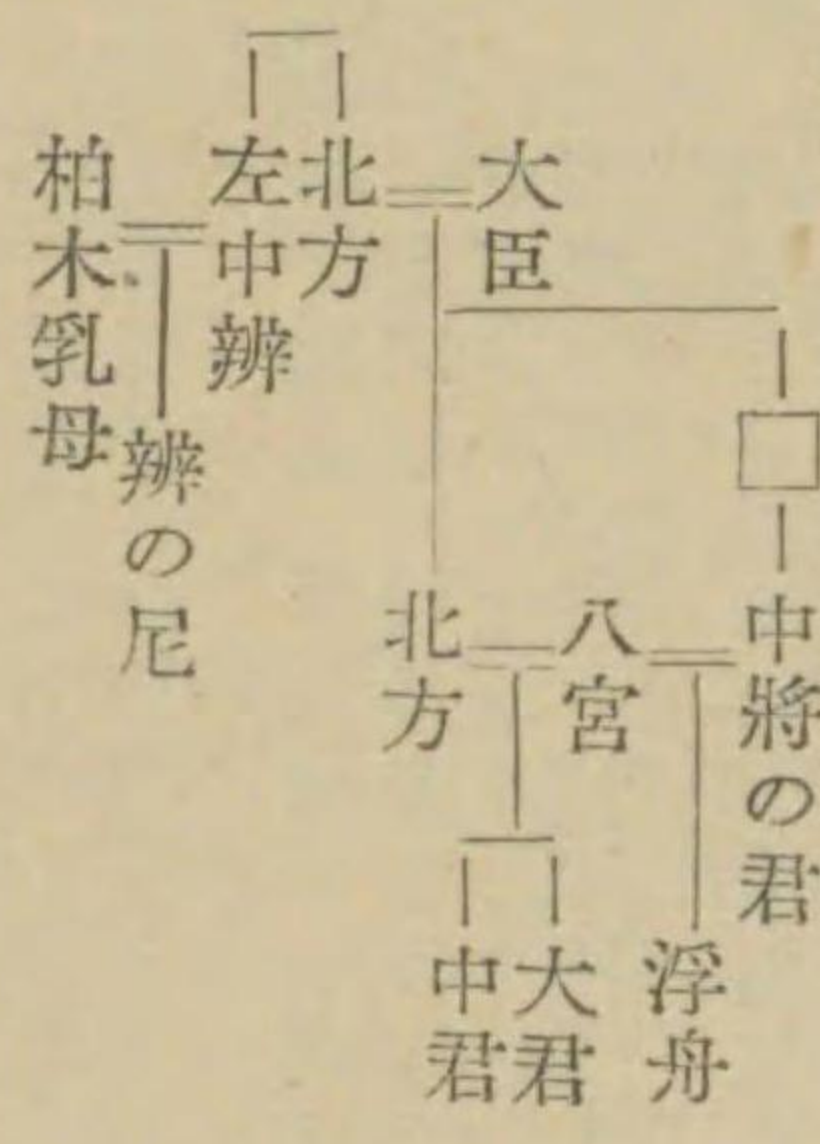 大臣
北方
左中辨
柏木乳母
辨の尼
中將の君
八宮
北方
浮舟
大君
中君